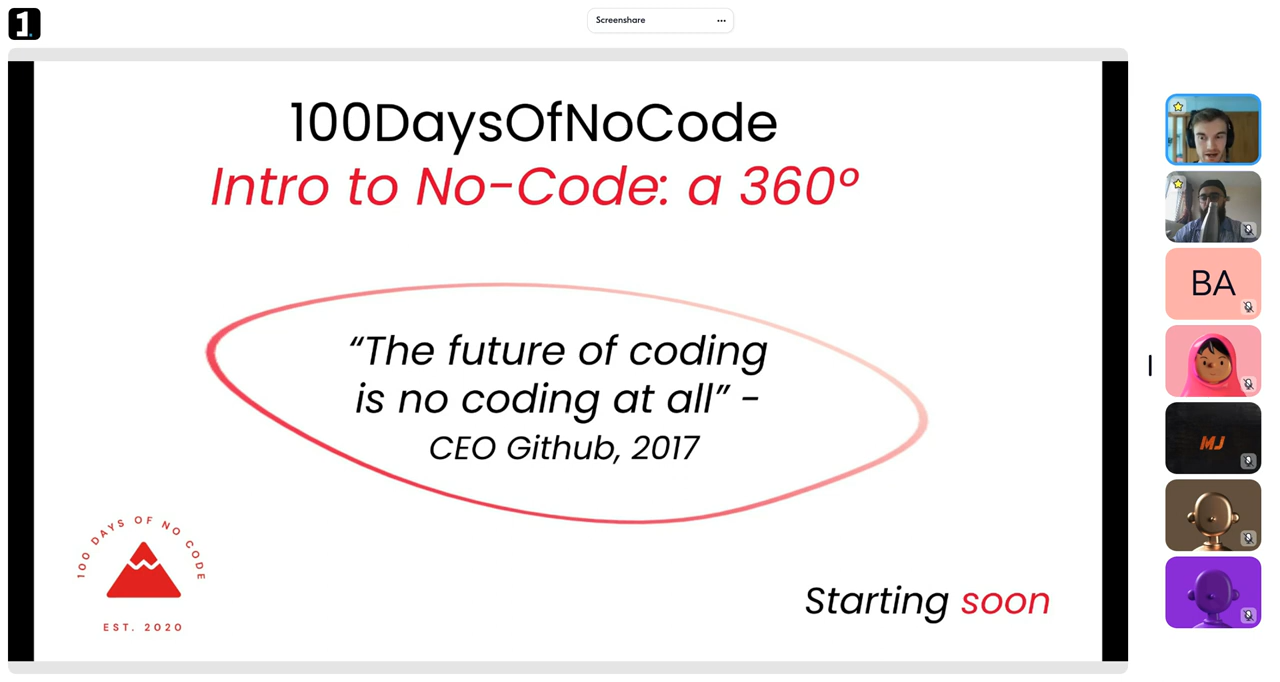 1.
Screenshare
100DaysOfNoCode
Intro to No-Code: a 360º
“The future of coding
is no coding at all” -
CEO Github, 2017
100 DAYS OF NO CODE
EST. 2020
Starting soon
BA
MJ